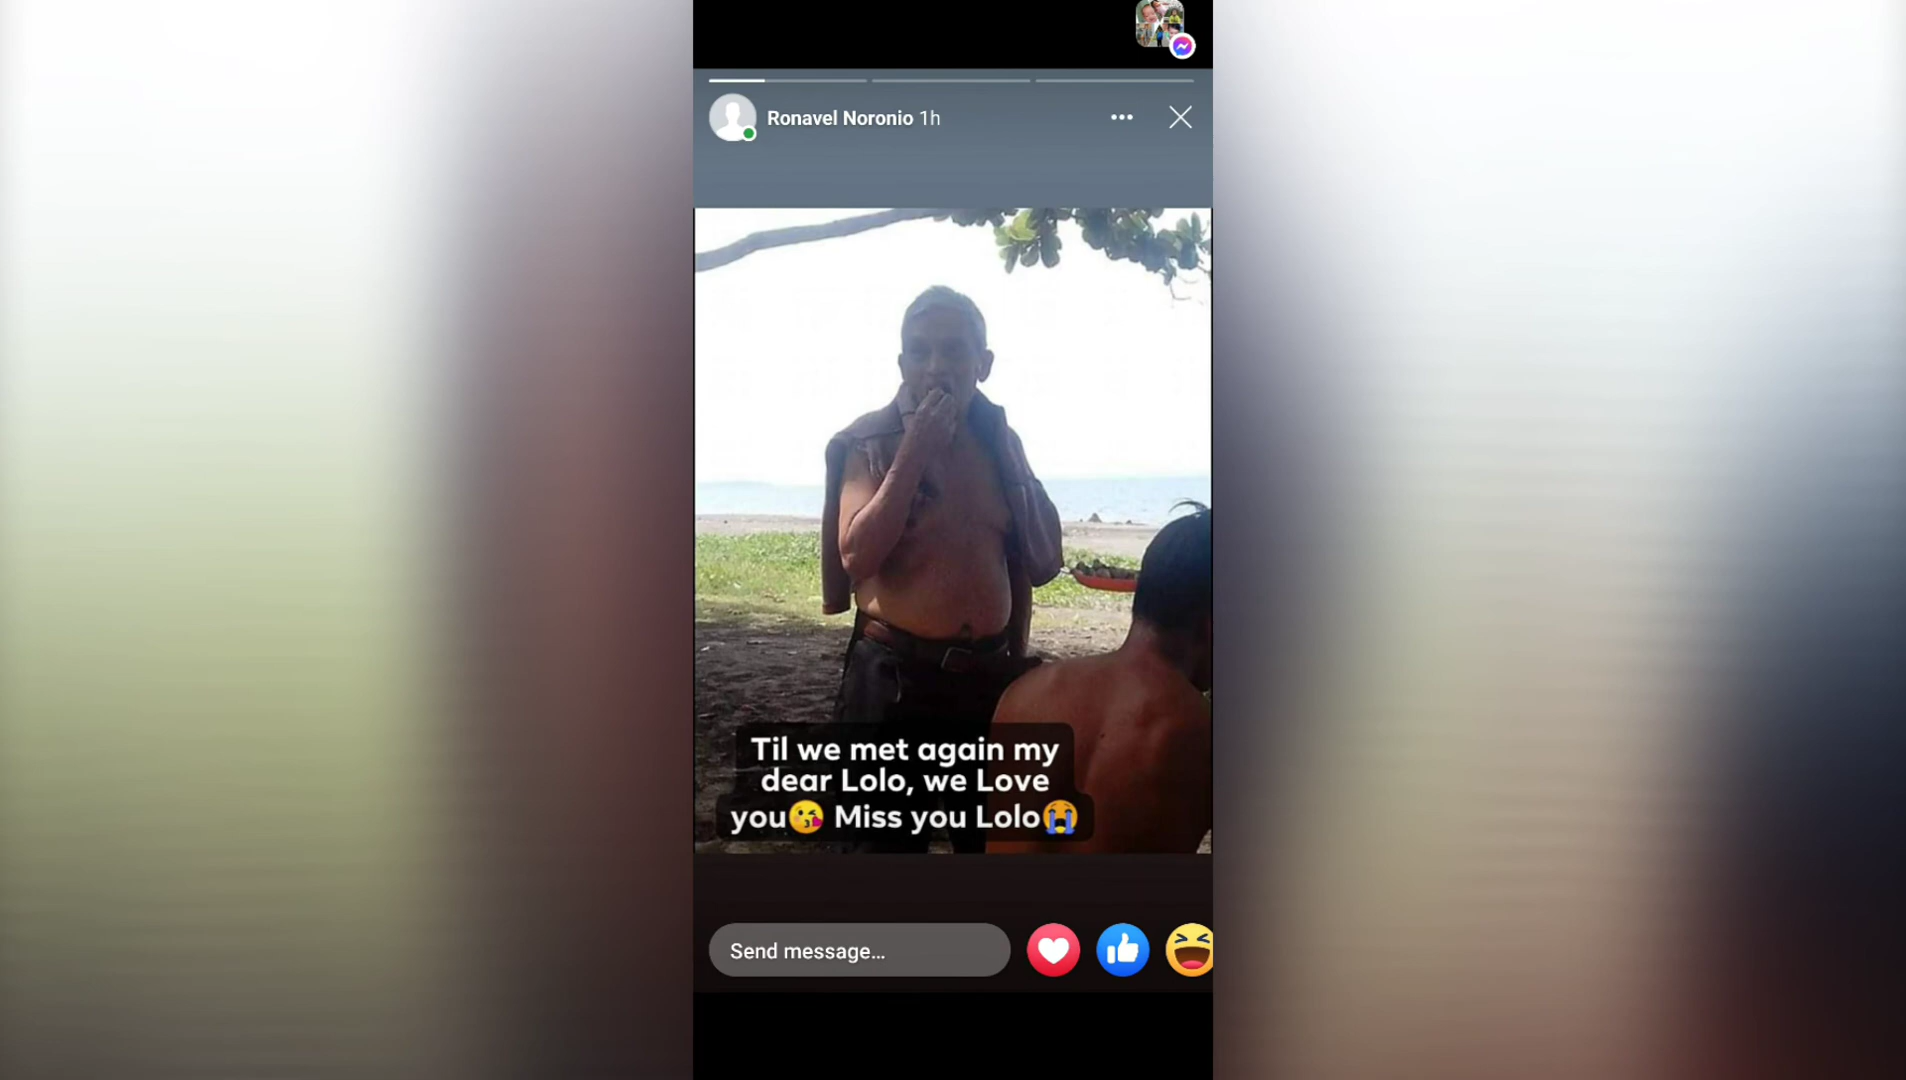 Ronavel Noronio 1h
Til we met again my
dear Lolo, we Love
you😘 Miss you Lolo😭
Send message...